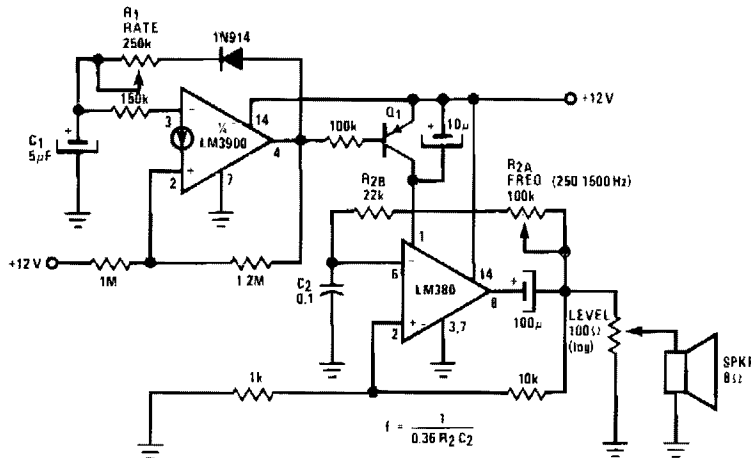 R1
RATE
250k
1N914
150k
3
-
14
¼
LM3900
4
+
2
7
C1
+
5µF
100k
Q1
+
10µ
+12V
R2B
22k
R2A
FREQ (250 1500Hz)
100k
1
+12V
1M
1 2M
C2
0.1
6
-
LM380
14
8
+
100µ
2
+ -
3,7
LEVEL
100Ω
(log)
SPKR
8Ω
1k
10k
f = 1
0.36 R2 C2